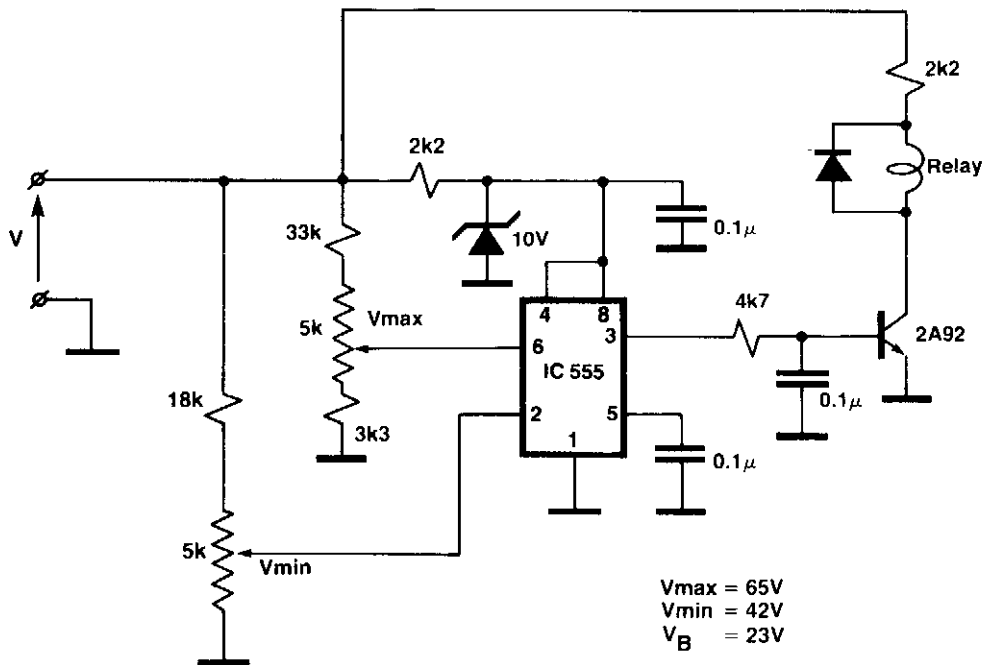 2k2
2k2
Relay
V
33k
10V
0.1μ
5k
Vmax
4
8
4k7
2A92
6
3
IC 555
18k
3k3
2
5
0.1μ
1
0.1μ
5k
Vmin
Vmax = 65V
Vmin = 42V
VB = 23V